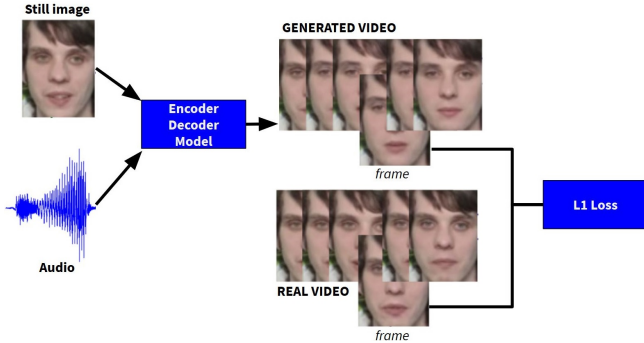 Still image
GENERATED VIDEO
Encoder
Decoder
Model
frame
L1 Loss
Audio
REAL VIDEO
frame